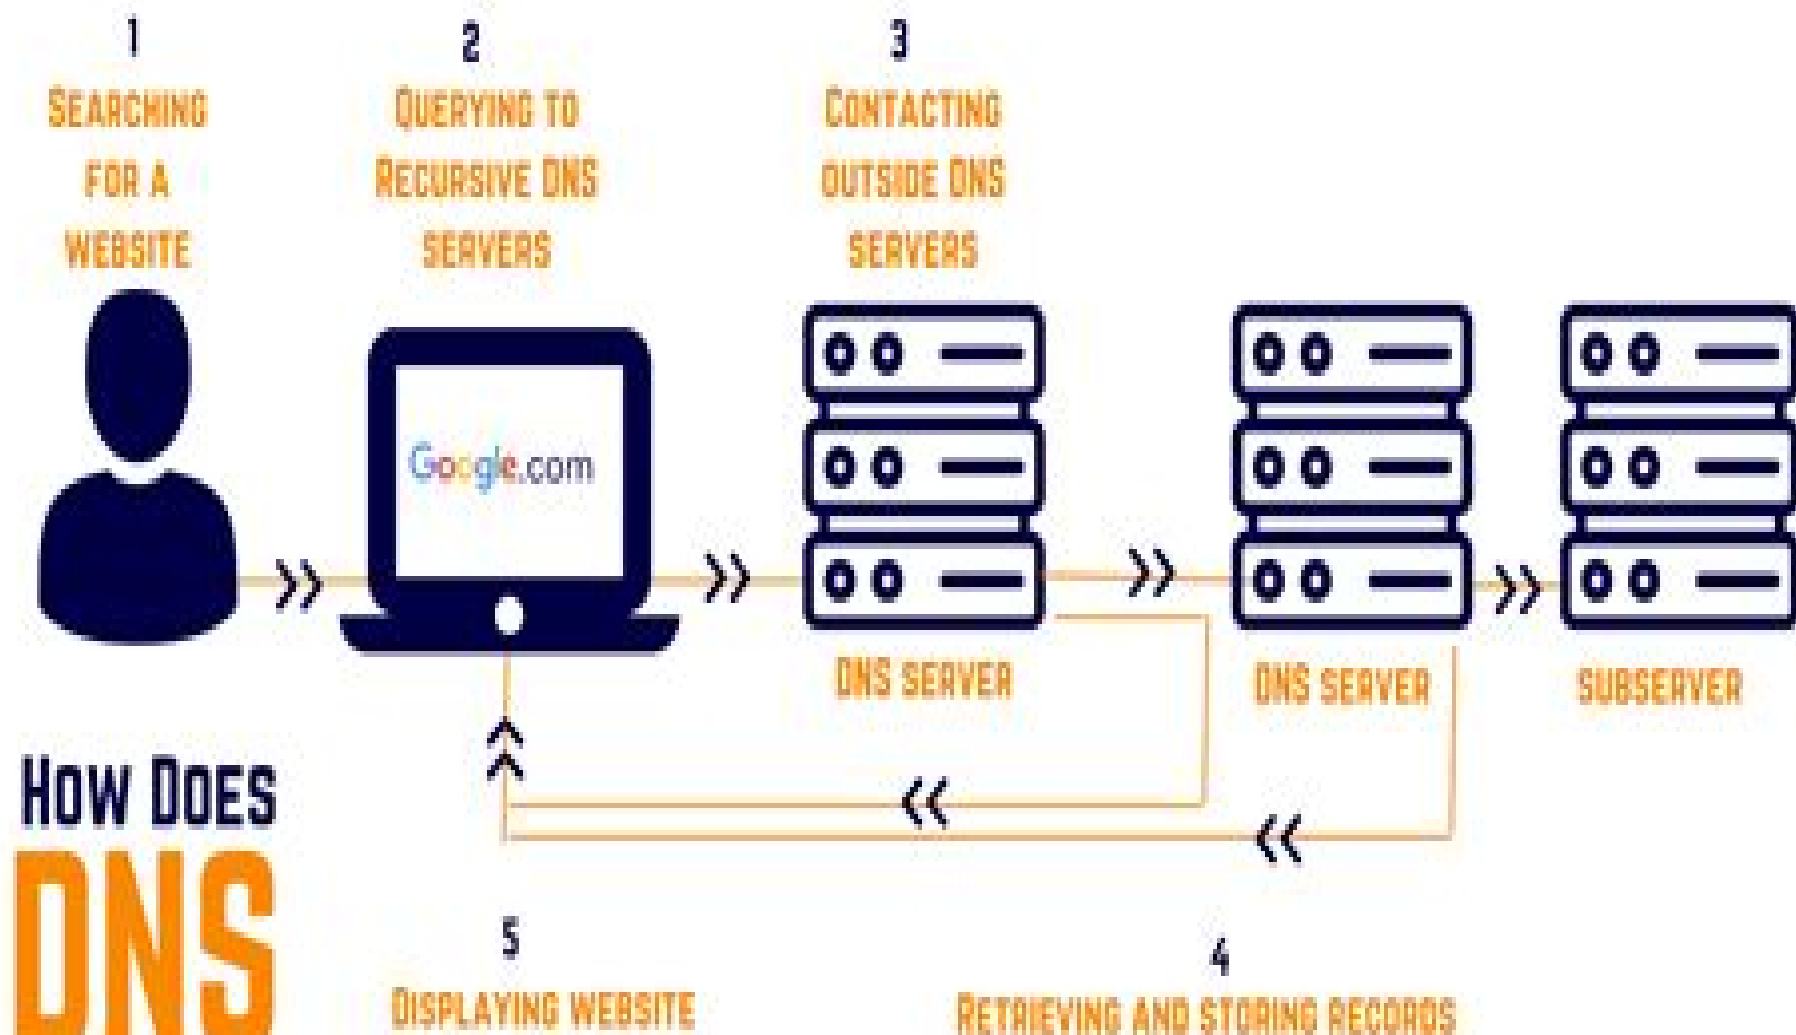 1
SEARCHING
FOR A
WEBSITE
2
QUERYING TO
RECURSIVE DNS
SERVERS
3
CONTACTING
OUTSIDE DNS
SERVERS
Google.com
DNS SERVER
DNS SERVER
SUBSERVER
HOW DOES
DNS
5
DISPLAYING WEBSITE
4
RETRIEVING AND STORING RECORDS